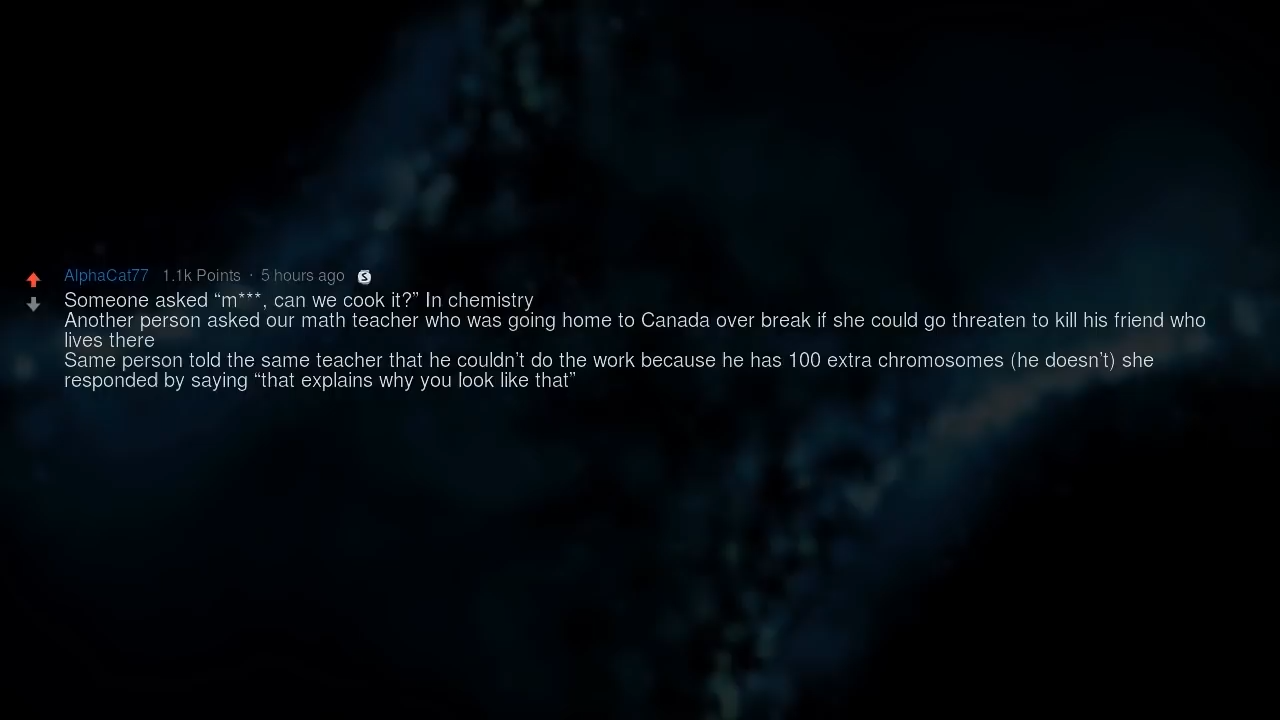 AlphaCat77 1.1k Points · 5 hours ago S
Someone asked “m***, can we cook it?” In chemistry
Another person asked our math teacher who was going home to Canada over break if she could go threaten to kill his friend who
lives there
Same person told the same teacher that he couldn’t do the work because he has 100 extra chromosomes (he doesn’t) she
responded by saying “that explains why you look like that”